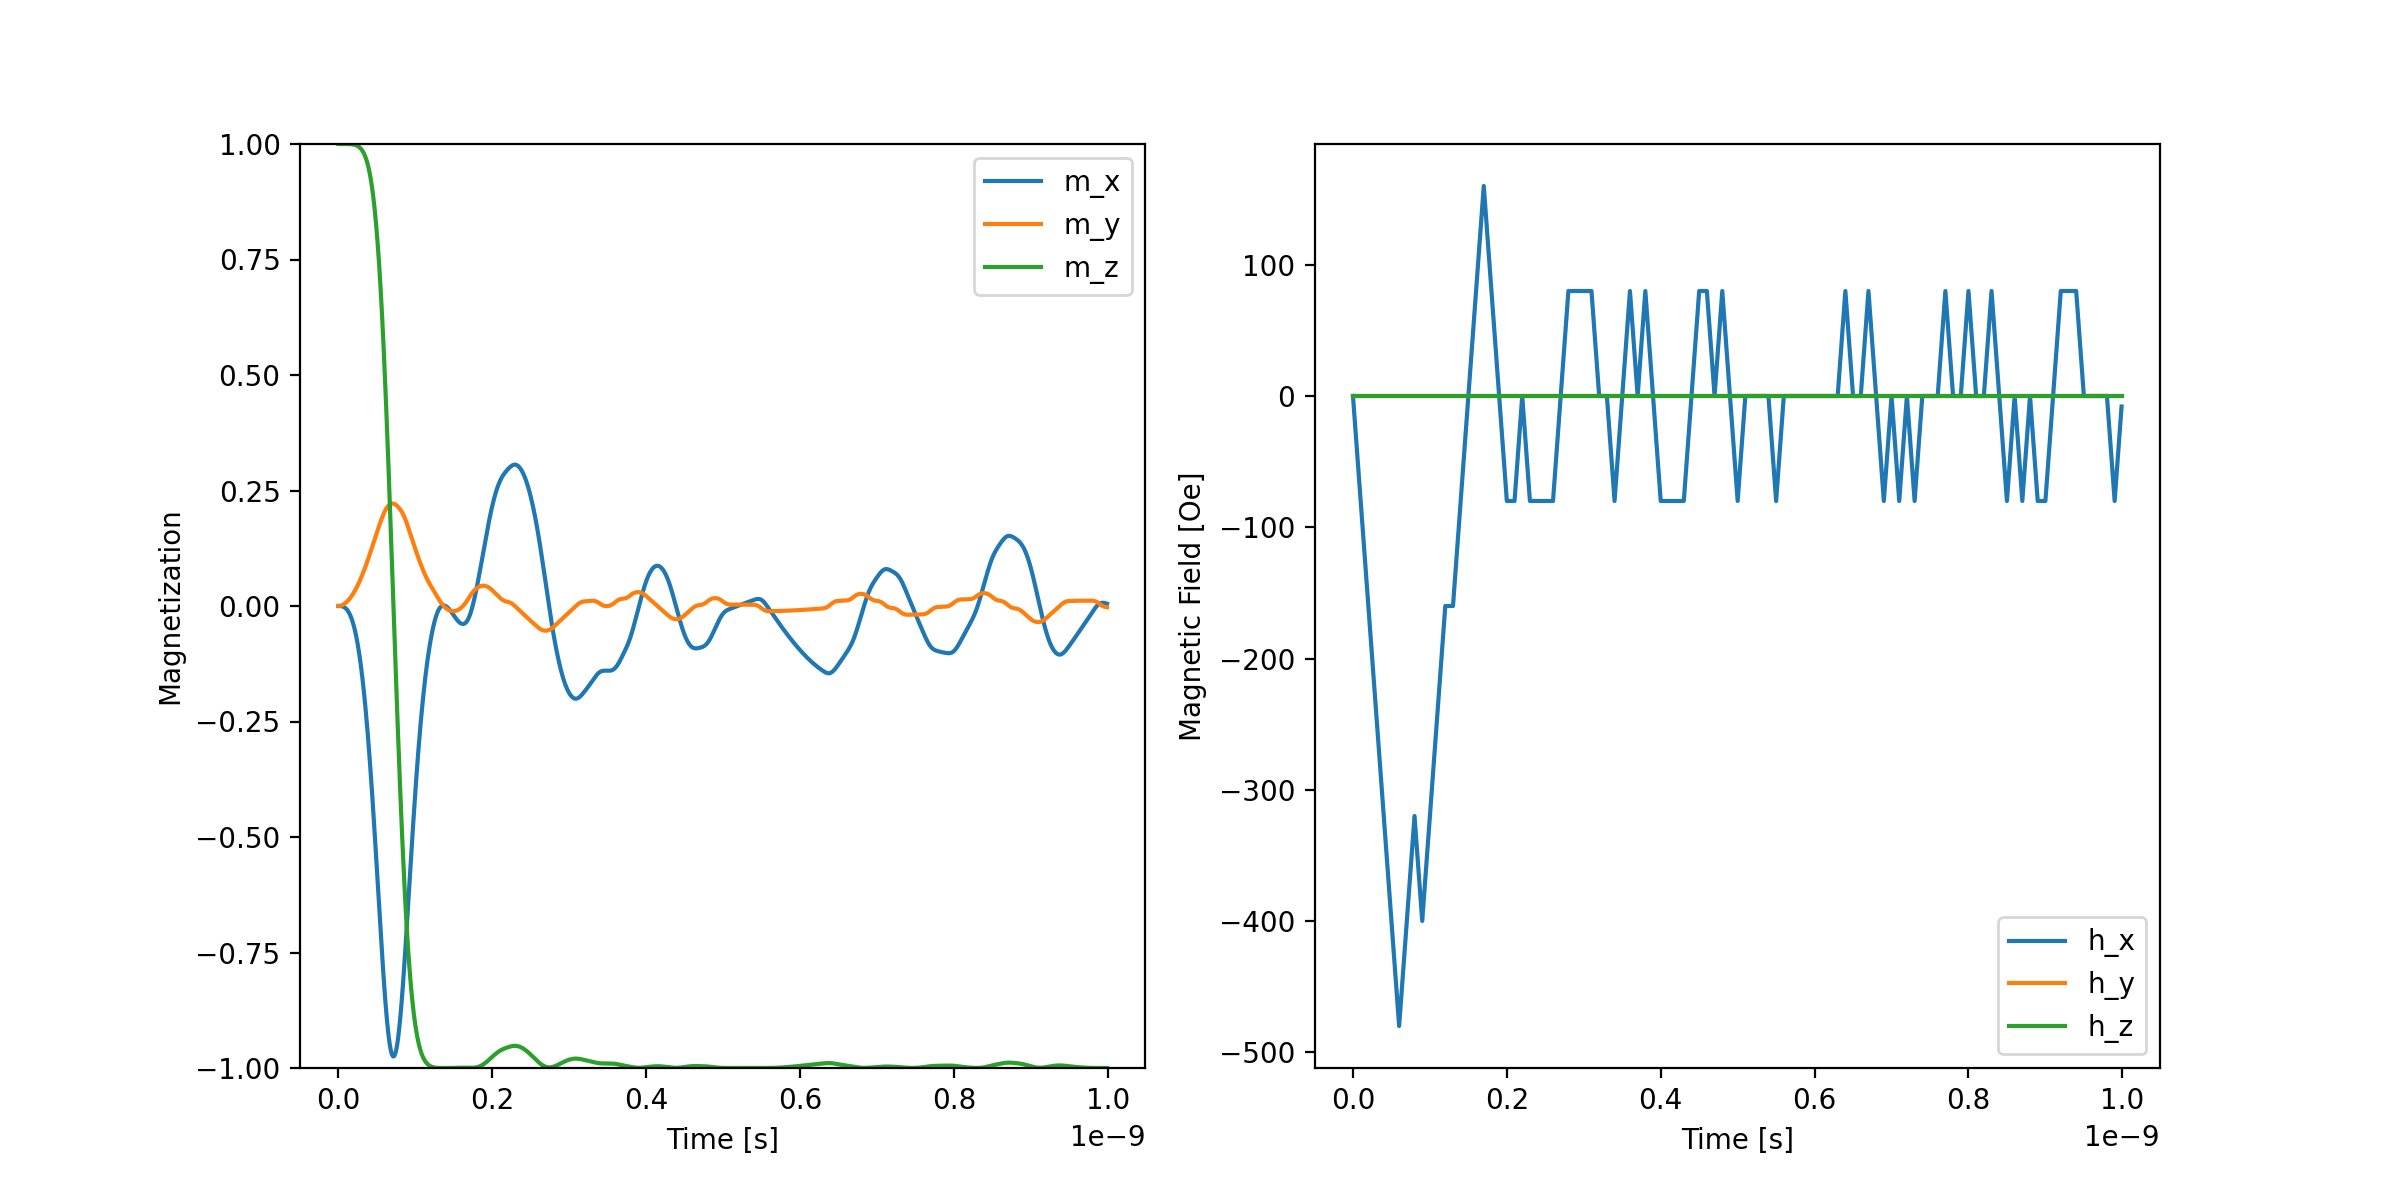 1.00
0.75
0.50
0.25
0.00
−0.25
−0.50
−0.75
−1.00
Magnetization
0.0 0.2 0.4 0.6 0.8 1.0
1e−9
Time [s]
m_x
m_y
m_z
100
0
−100
−200
−300
−400
−500
Magnetic Field [Oe]
0.0 0.2 0.4 0.6 0.8 1.0
1e−9
Time [s]
h_x
h_y
h_z